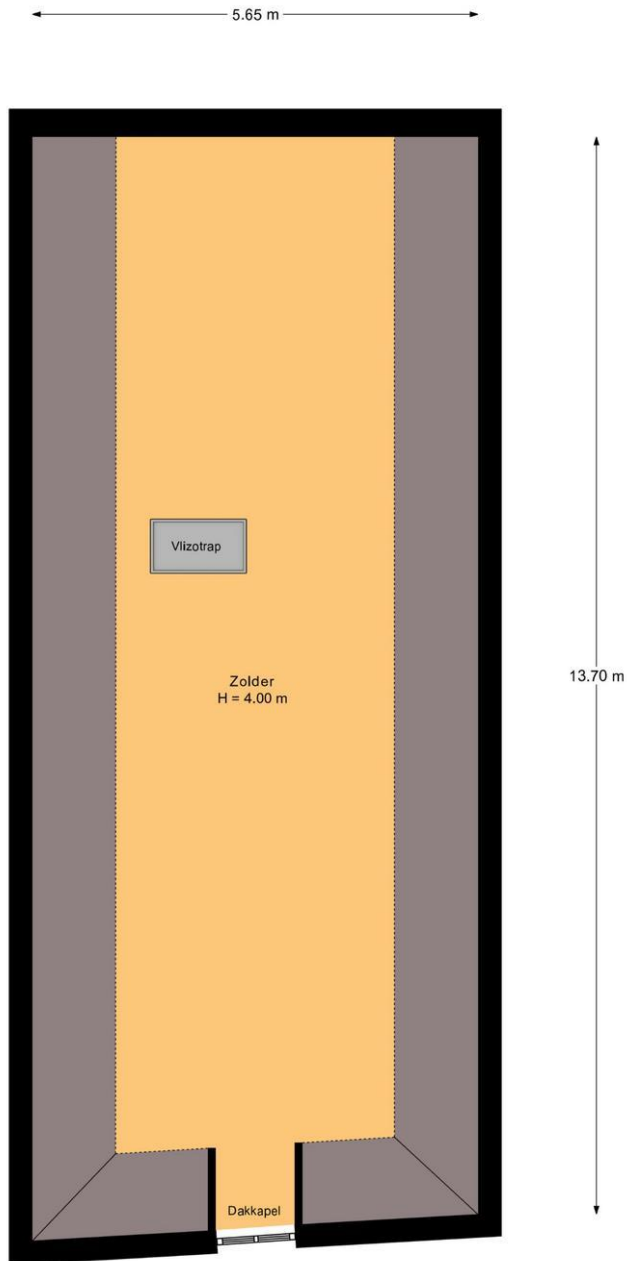 5.65 m
Vlizotrap
13.70 m
Zolder
H = 4.00 m
Dakkapel